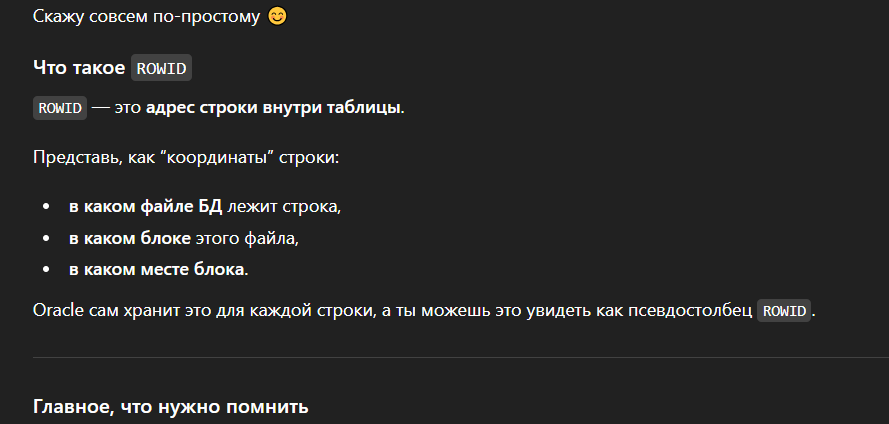 Скажу совсем по-простому 😊
Что такое ROWID
ROWID — это адрес строки внутри таблицы.
Представь, как “координаты” строки:
• в каком файле БД лежит строка,
• в каком блоке этого файла,
• в каком месте блока.
Oracle сам хранит это для каждой строки, а ты можешь это увидеть как псевдостолбец ROWID.
Главное, что нужно помнить